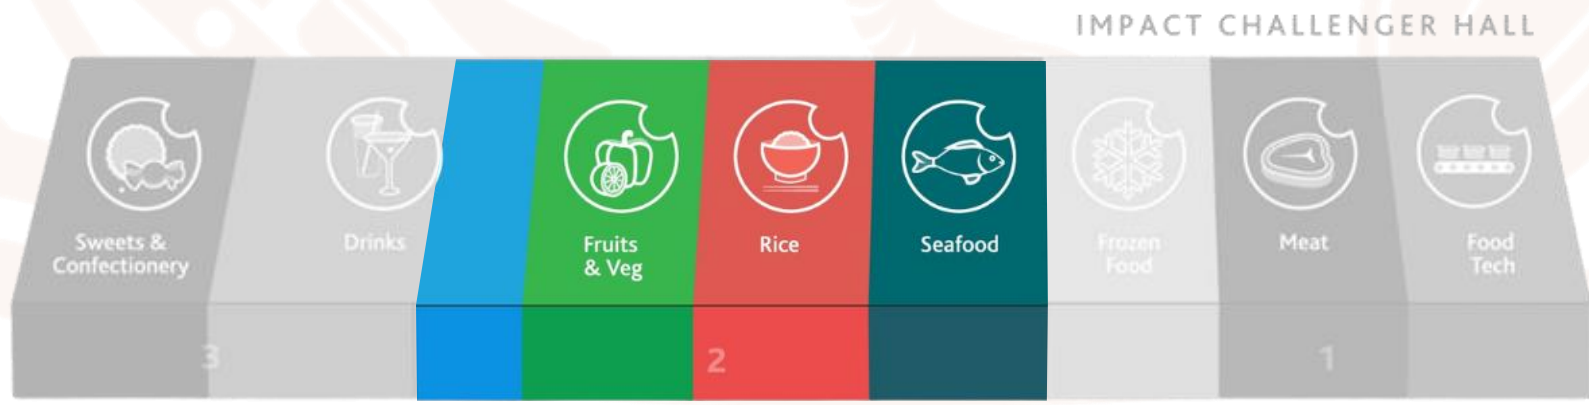 IMPACT CHALLENGER HALL
Sweets &
Confectionery
Drinks
Fruits
& Veg
Rice
Seafood
Frozen
Food
Meat
Food
Tech
3
2
1